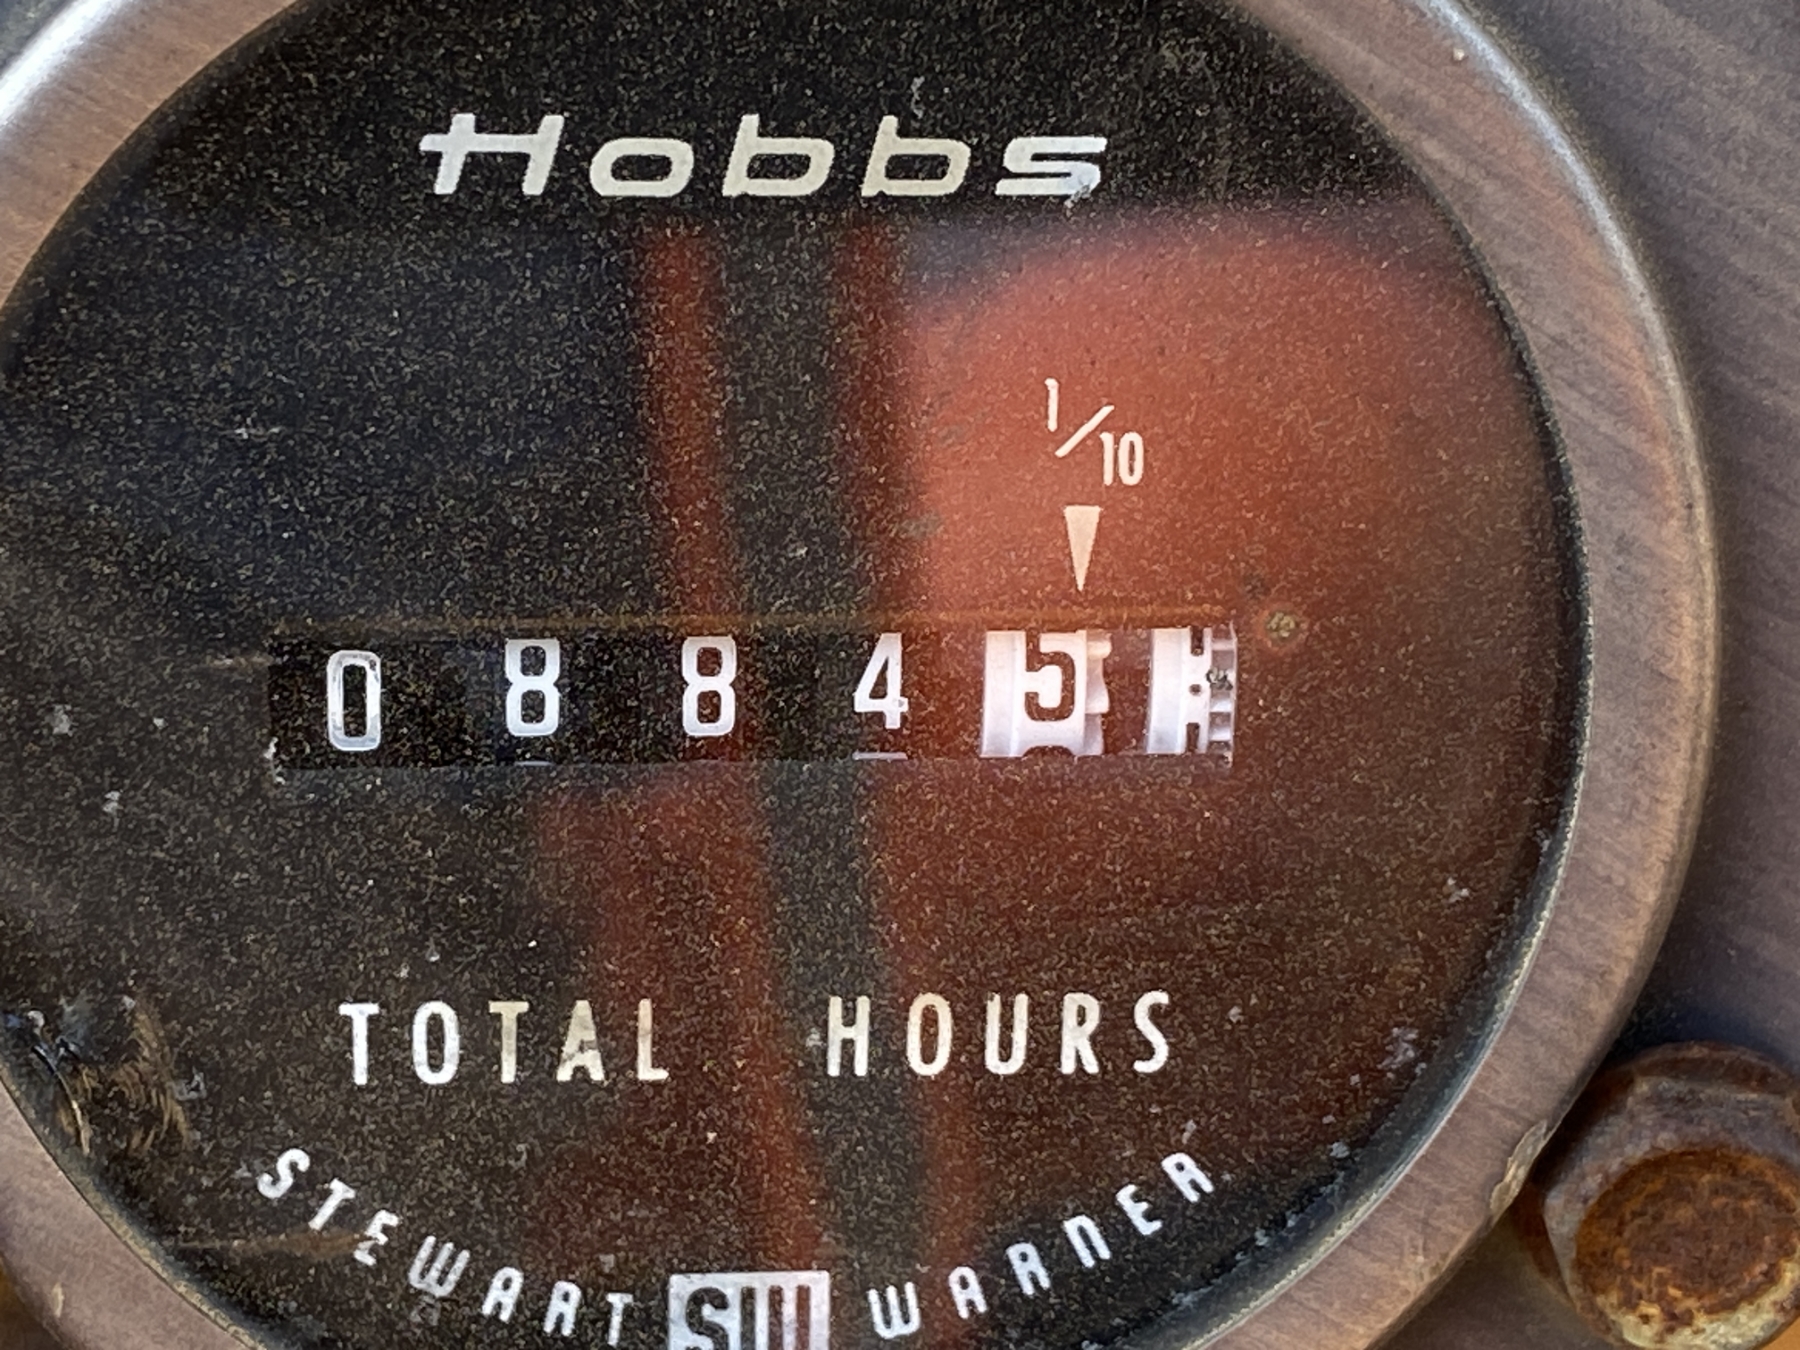 Hobbs
1/10
0 8 8 4 5
TOTAL HOURS
STEWART SW WARNER